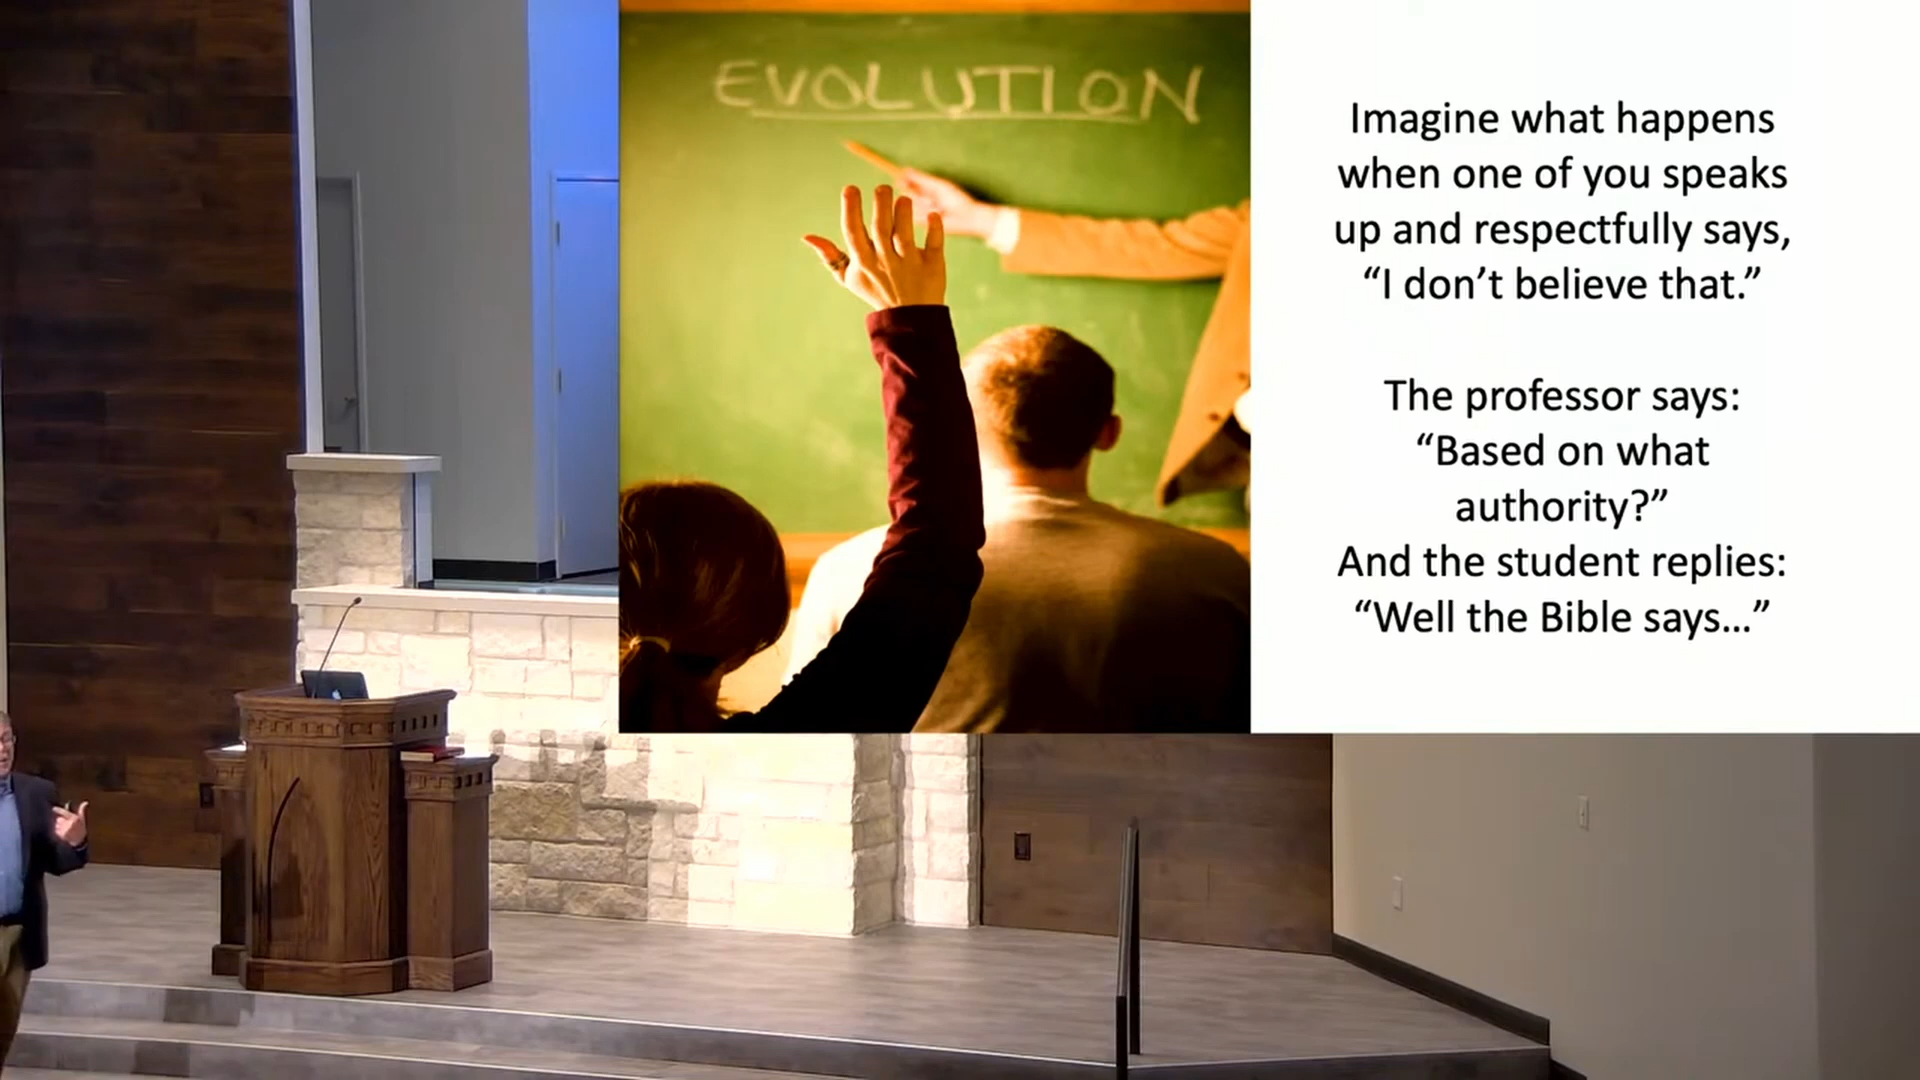 EVOLUTION
Imagine what happens
when one of you speaks
up and respectfully says,
“I don’t believe that.”
The professor says:
“Based on what
authority?”
And the student replies:
“Well the Bible says...”